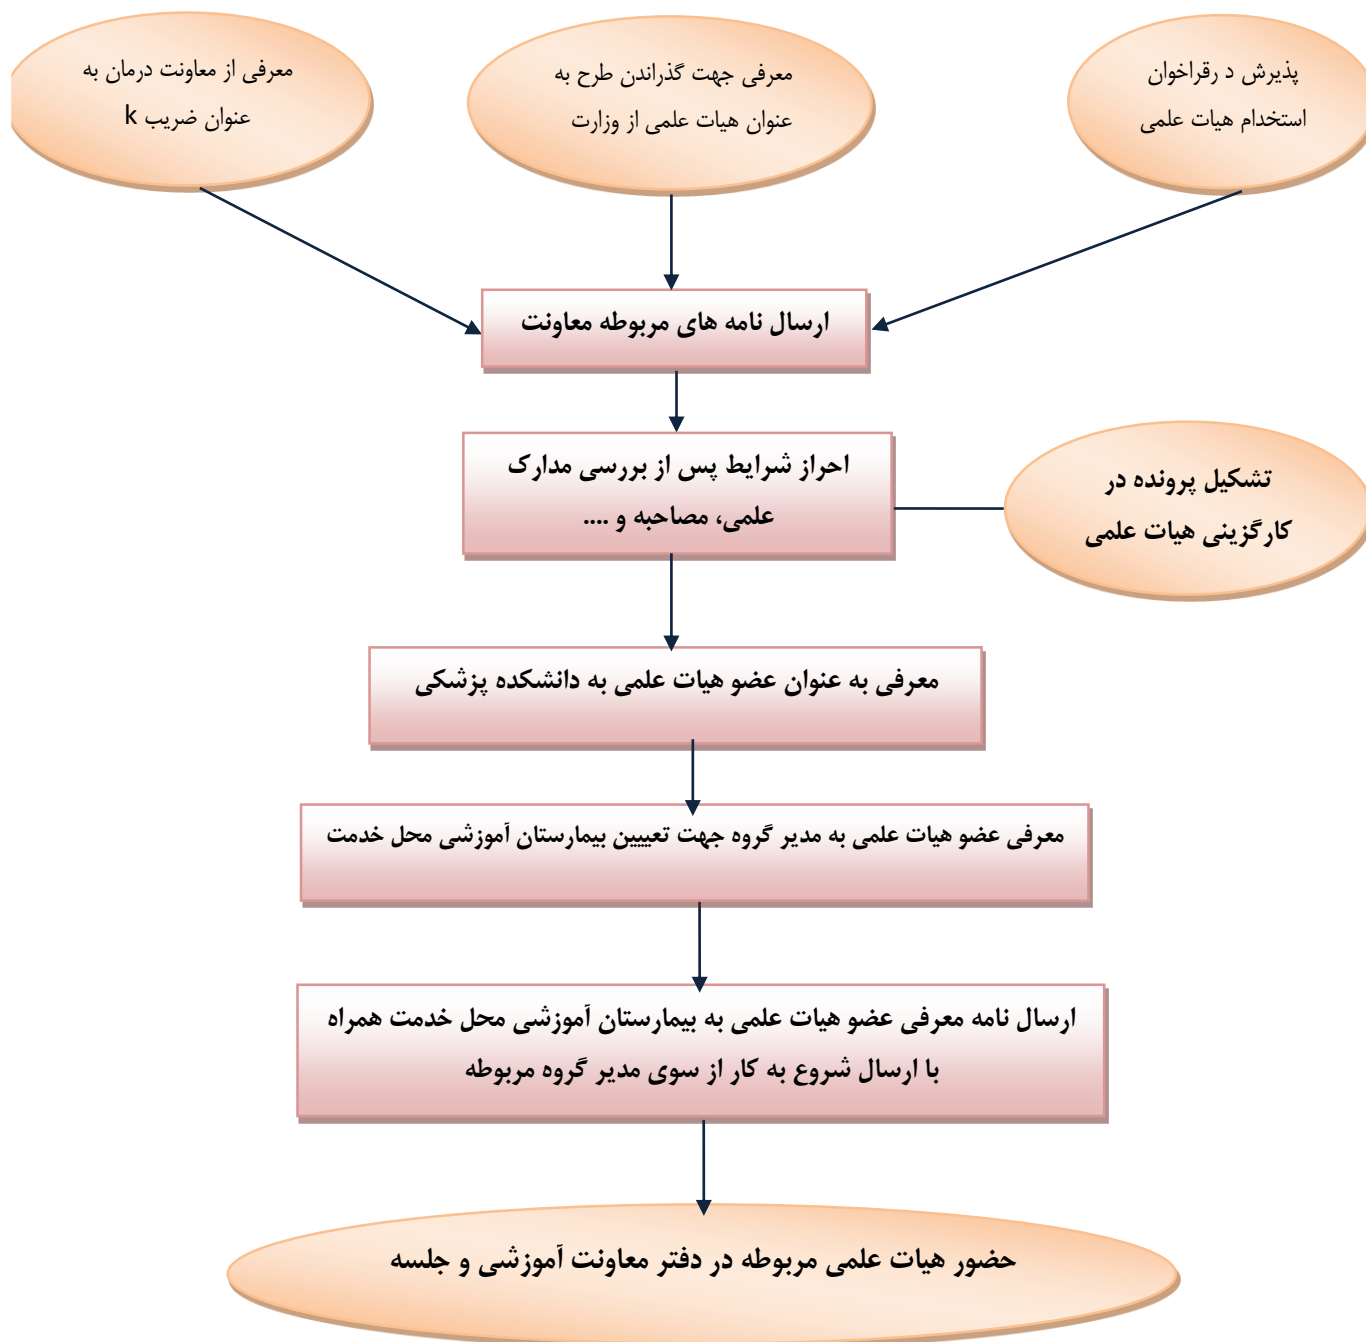 پذیرش د رقراخوان
استخدام هیات علمی
معرفی جهت گذراندن طرح به
عنوان هیات علمی از وزارت
معرفی از معاونت درمان به
عنوان ضریب k
ارسال نامه های مربوطه معاونت
احراز شرایط پس از بررسی مدارک
علمی، مصاحبه و ....
تشکیل پرونده در
کارگزینی هیات علمی
معرفی به عنوان عضو هیات علمی به دانشکده پزشکی
معرفی عضو هیات علمی به مدیر گروه جهت تعییین بیمارستان آموزشی محل خدمت
ارسال نامه معرفی عضو هیات علمی به بیمارستان آموزشی محل خدمت همراه
با ارسال شروع به کار از سوی مدیر گروه مربوطه
حضور هیات علمی مربوطه در دفتر معاونت آموزشی و جلسه